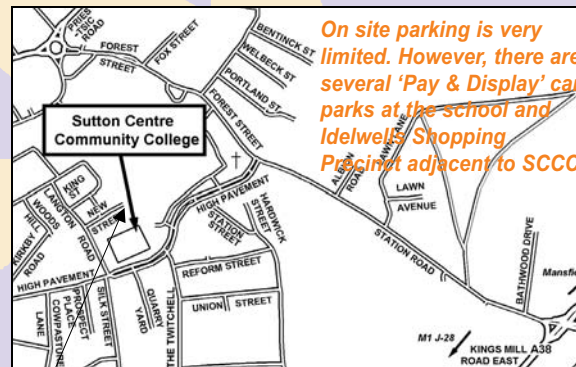 On site parking is very
limited. However, there are
several ‘Pay & Display’ car
parks at the school and
Idelwells Shopping
Precinct adjacent to SCCC
PRIES
-TSIC
ROAD
FOREST
STREET
FOX STREET
BENTINCK ST
WELBECK ST
PORTLAND ST
FOREST STREET
Sutton Centre
Community College
KING
ST
NEW
STREET
LANGTON
ROAD
WOODS
HILL
KIRKBY
ROAD
HIGH PAVEMENT
HIGH PAVEMENT
STATION
STREET
HARDWICK
STREET
ROAD
LAWN
AVENUE
STATION ROAD
BATHWOOD DRIVE
REFORM STREET
UNION STREET
LANE
COWPASTURE
PROSPECT
PLACE
SILK STREET
QUARRY
YARD
THE TWITCHELL
Mansfi
M1 J-28
KINGS MILL A38
ROAD EAST